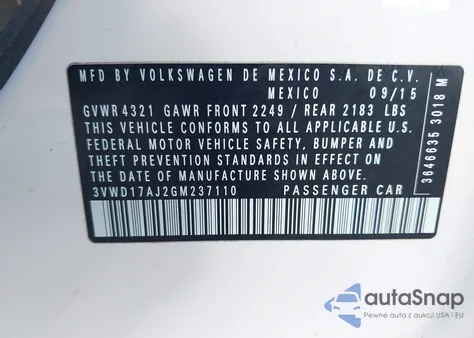 MFD BY VOLKSWAGEN DE MEXICO S.A. DE C.V.
MEXICO 09/15
GVWR 4321 GAWR FRONT 2249 / REAR 2183 LBS
THIS VEHICLE CONFORMS TO ALL APPLICABLE U.S.
FEDERAL MOTOR VEHICLE SAFETY, BUMPER AND
THEFT PREVENTION STANDARDS IN EFFECT ON THE
DATE OF MANUFACTURE SHOWN ABOVE.
3VWD17AJ2GM237110 PASSENGER CAR
3646635 3018 M
autoSnap
Pewne auta z aukcji USA i EU